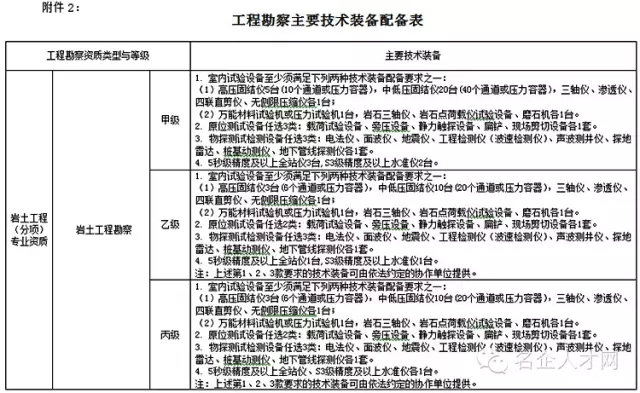 附件2：
工程勘察主要技术装备配备表
工程勘察资质类型与等级
主要技术装备
岩土工程
（分项）
专业资质
岩土工程勘察
甲级
1. 室内试验设备至少须满足下列两种技术装备配备要求之一：
（1）高压固结仪5台(10个通道或压力容器），中低压固结仪20台(40个通道或压力容器），三轴仪、渗透仪、
四联直剪仪、无侧限压缩仪各1台；
（2）万能材料试验机或压力试验机1台，岩石三轴仪、岩石点荷载仪试验设备、磨石机各1台。
2. 原位测试设备任选3类：载荷试验设备、旁压设备、静力触探设备、扁铲、现场剪切设备各1套。
3. 物探测试检测设备任选3类：电法仪、面波仪、地震仪、工程检测仪（波速检测仪)、声波测井仪、探地
雷达、桩基动测仪、地下管线探测仪各1套。
4. 5秒级精度及以上全站仪3台，S3级精度及以上水准仪2台。
乙级
1. 室内试验设备至少须满足下列两种技术装备配备要求之一：
（1）高压固结仪3台(6个通道或压力容器），中低压固结仪10台(20个通道或压力容器），三轴仪、渗透仪、
四联直剪仪、无侧限压缩仪各1台；
（2）万能材料试验机或压力试验机1台，岩石三轴仪、岩石点荷载仪试验设备、磨石机各1台。
2. 原位测试设备任选2类：载荷试验设备、旁压设备、静力触探设备、扁铲、现场剪切设备各1套。
3. 物探测试检测设备任选3类：电法仪、面波仪、地震仪、工程检测仪（波速检测仪)、声波测井仪、探地
雷达、桩基动测仪、地下管线探测仪各1套。
4. 5秒级精度及以上全站仪1台，S3级精度及以上水准仪1台。
注：上述第1、2、3款要求的技术装备可由依法约定的协作单位提供。
丙级
1. 室内试验设备至少须满足下列两种技术装备配备要求之一：
（1）高压固结仪3台(6个通道或压力容器），中低压固结仪10台(20个通道或压力容器），三轴仪、渗透仪、
四联直剪仪、无侧限压缩仪各1台；
（2）万能材料试验机或压力试验机1台，岩石三轴仪、岩石点荷载仪试验设备、磨石机各1台。
2. 原位测试设备任选2类：载荷试验设备、旁压设备、静力触探设备、扁铲、现场剪切设备各1套。
3. 物探测试检测设备任选3类：电法仪、面波仪、地震仪、工程检测仪（波速检测仪)、声波测井仪、探地
雷达、桩基动测仪、地下管线探测仪各1套。
4. 5秒级精度及以上全站仪、S3级精度及以上水准仪各1台。
注：上述第1、2、3款要求的技术装备可由依法约定的协作单位提供。
名企人才网